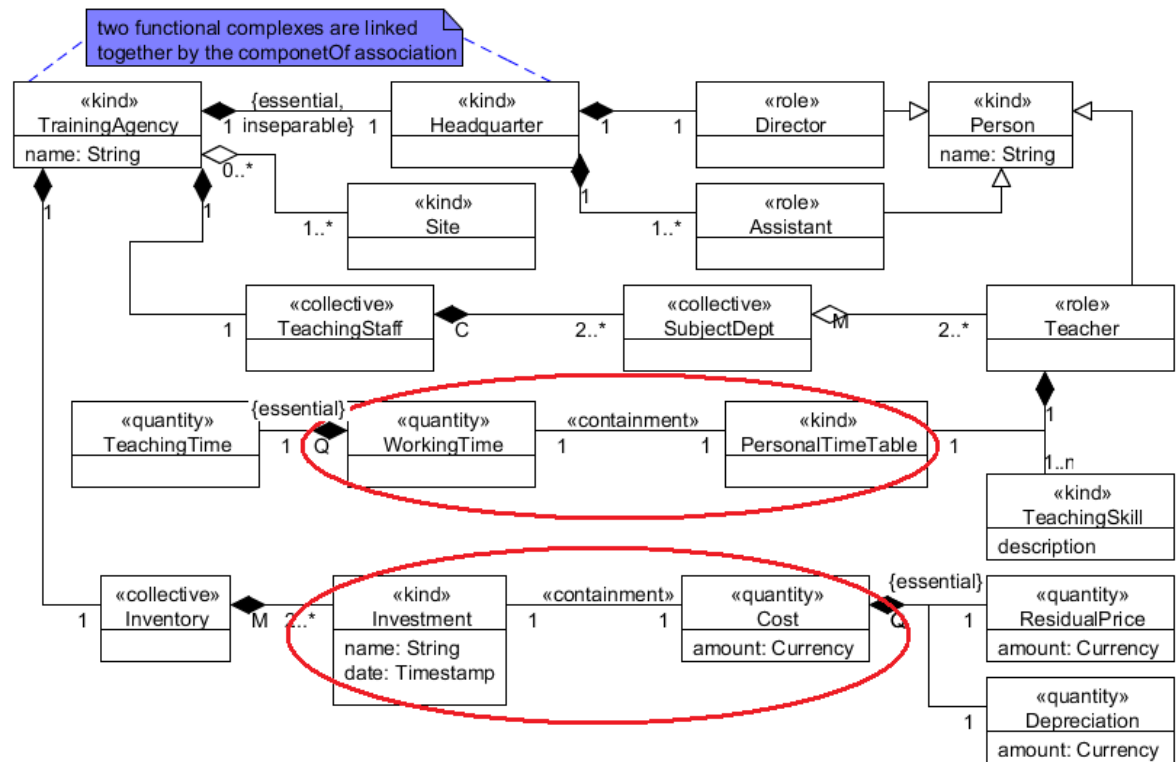 two functional complexes are linked
together by the componetOf association
«kind»
TrainingAgency
name: String
1
{essential,
inseparable}
1
«kind»
Headquarter
1
1
«role»
Director
«kind»
Person
name: String
0..*
1..*
«kind»
Site
1
1..*
«role»
Assistant
1
1
1
«collective»
TeachingStaff
C
2..*
«collective»
SubjectDept
M
2..*
«role»
Teacher
«quantity»
TeachingTime
{essential}
1
Q
«quantity»
WorkingTime
«containment»
1
1
«kind»
PersonalTimeTable
1
1
1..n
«kind»
TeachingSkill
description
1
«collective»
Inventory
M
2..*
«kind»
Investment
name: String
date: Timestamp
«containment»
1
1
«quantity»
Cost
amount: Currency
{essential}
Q
1
«quantity»
ResidualPrice
amount: Currency
1
«quantity»
Depreciation
amount: Currency